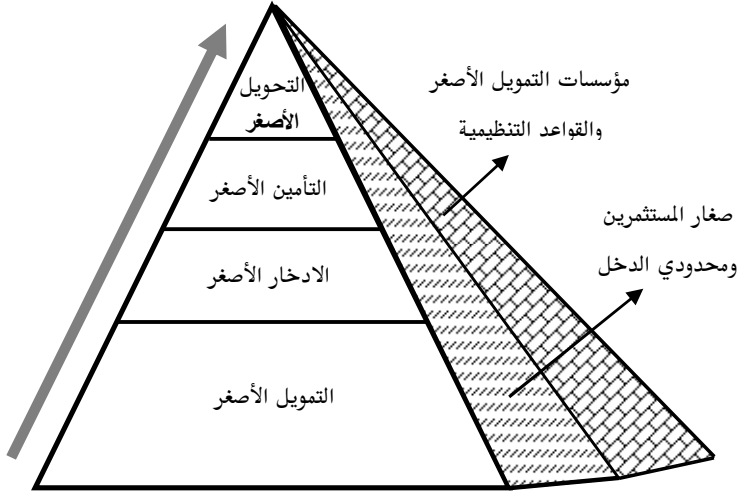 التحويل
الأصغر
التأمين الأصغر
الادخار الأصغر
التمويل الأصغر
مؤسسات التمويل الأصغر
والقواعد التنظيمية
صغار المستثمرين
ومحدودي الدخل